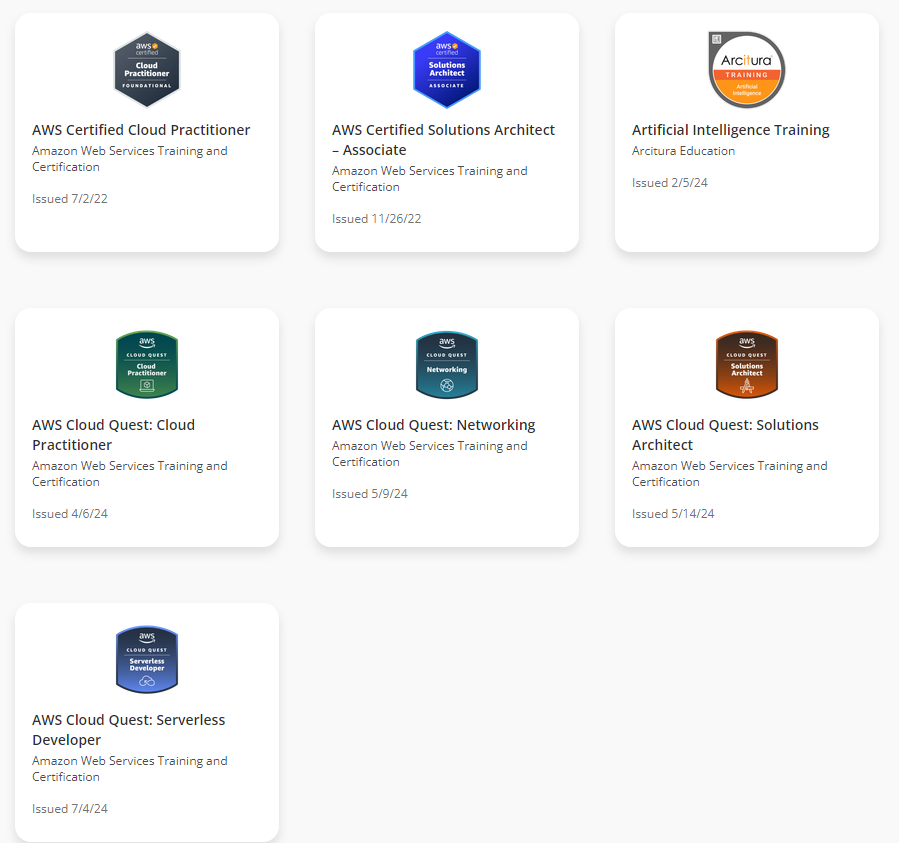 aws
certified
Cloud
Practitioner
FOUNDATIONAL
AWS Certified Cloud Practitioner
Amazon Web Services Training and
Certification
Issued 7/2/22
aws
certified
Solutions
Architect
ASSOCIATE
AWS Certified Solutions Architect
– Associate
Amazon Web Services Training and
Certification
Issued 11/26/22
Arcitura
TRAINING
Artificial
Intelligence
Artificial Intelligence Training
Arcitura Education
Issued 2/5/24
aws
CLOUD QUEST
Cloud
Practitioner
AWS Cloud Quest: Cloud
Practitioner
Amazon Web Services Training and
Certification
Issued 4/6/24
aws
CLOUD QUEST
Networking
AWS Cloud Quest: Networking
Amazon Web Services Training and
Certification
Issued 5/9/24
aws
CLOUD QUEST
Solutions
Architect
AWS Cloud Quest: Solutions
Architect
Amazon Web Services Training and
Certification
Issued 5/14/24
aws
CLOUD QUEST
Serverless
Developer
AWS Cloud Quest: Serverless
Developer
Amazon Web Services Training and
Certification
Issued 7/4/24